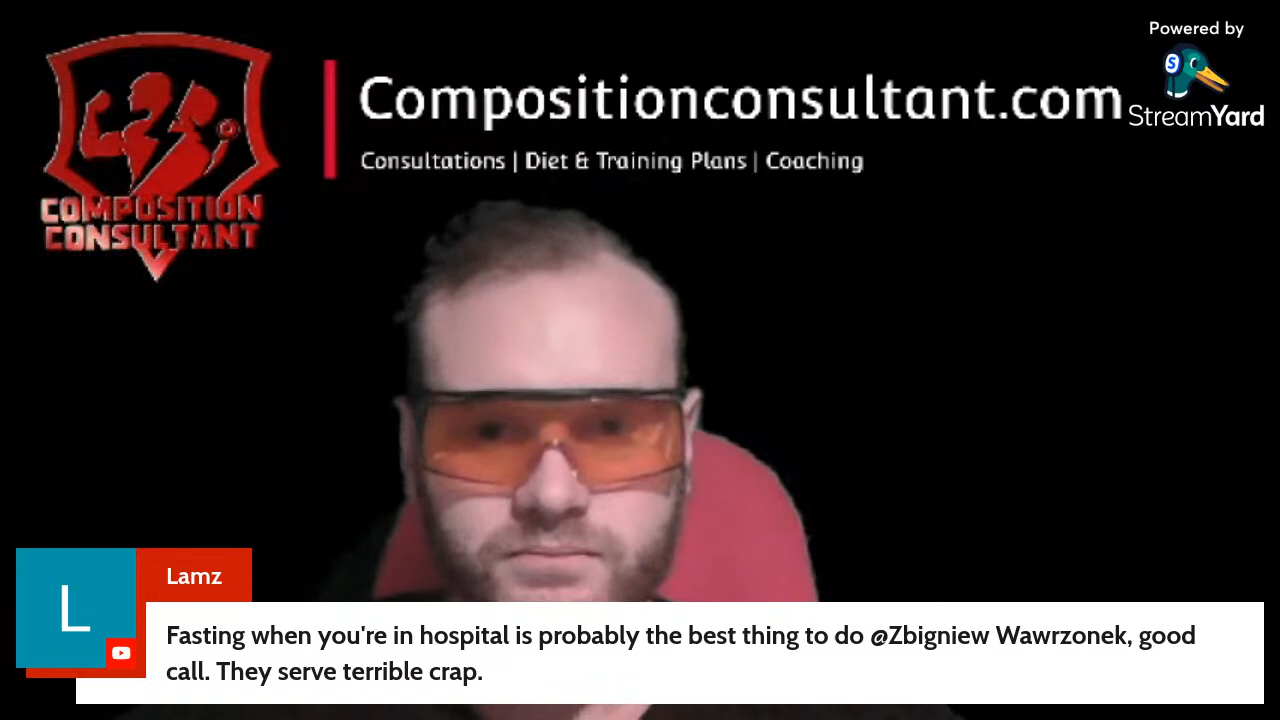 Powered by
StreamYard
Compositionconsultant.com
Consultations | Diet & Training Plans | Coaching
COMPOSITION
CONSULTANT
L
Lamz
Fasting when you're in hospital is probably the best thing to do @Zbigniew Wawrzonek, good
call. They serve terrible crap.